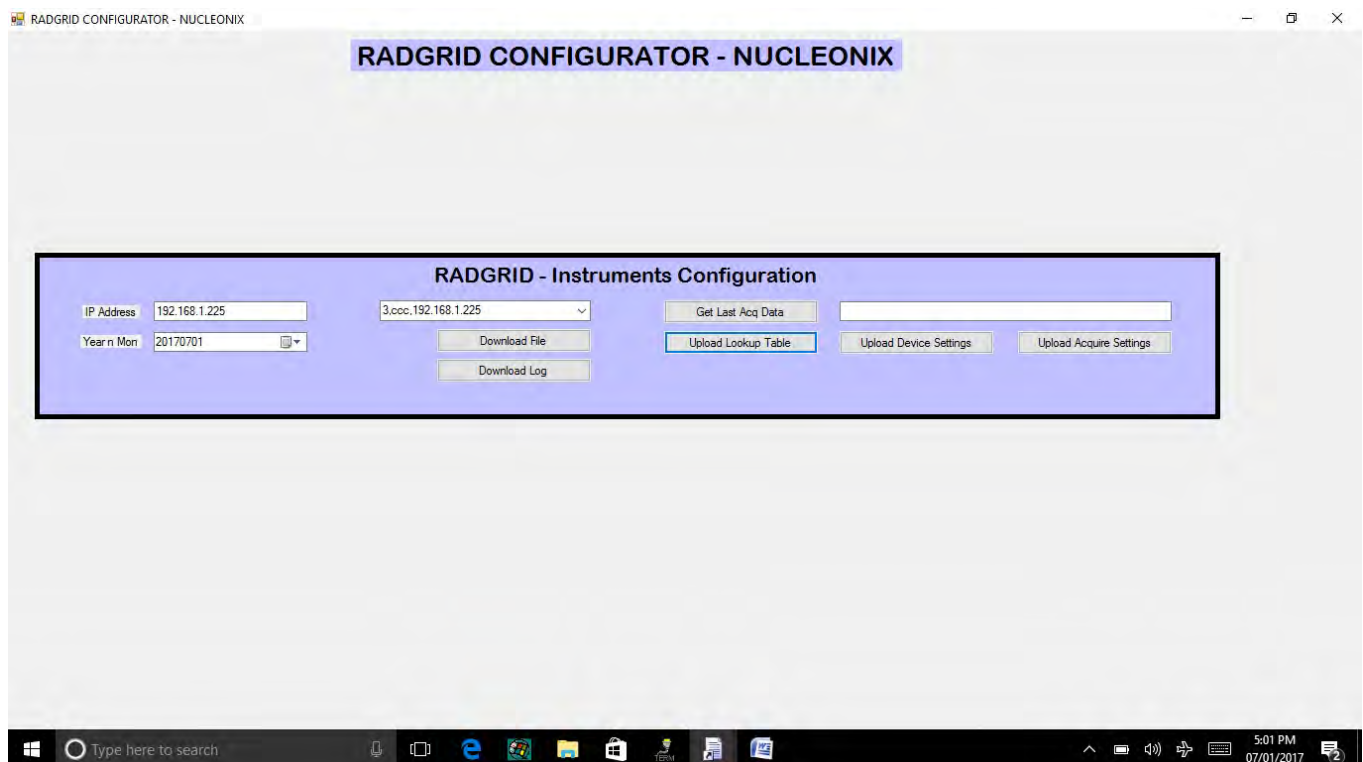 RADGRID CONFIGURATOR - NUCLEONIX
RADGRID CONFIGURATOR - NUCLEONIX
RADGRID - Instruments Configuration
IP Address 192.168.1.225 3,ccc,192.168.1.225 Get Last Acq Data
Year n Mon 20170701 Download File Upload Lookup Table Upload Device Settings Upload Acquire Settings
Download Log
Type here to search TERM 5:01 PM
07/01/2017 2